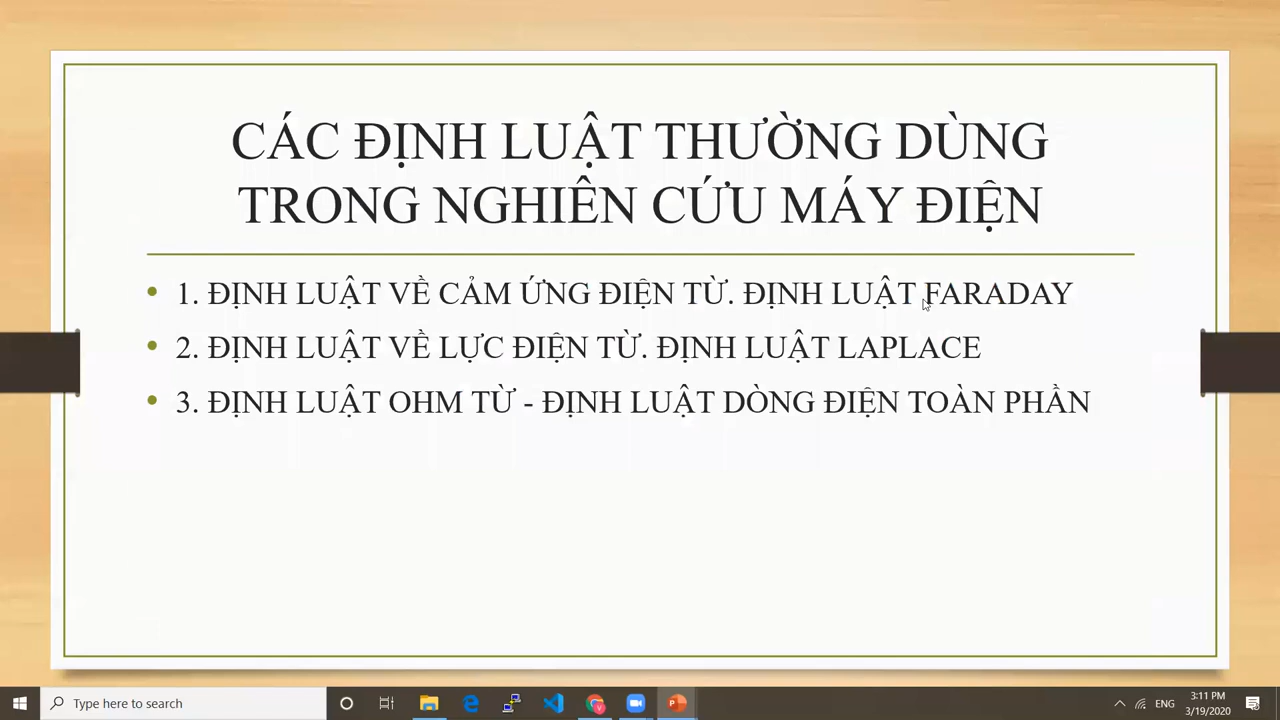 CÁC ĐỊNH LUẬT THƯỜNG DÙNG
TRONG NGHIÊN CỨU MÁY ĐIỆN
• 1. ĐỊNH LUẬT VỀ CẢM ỨNG ĐIỆN TỪ. ĐỊNH LUẬT FARADAY
• 2. ĐỊNH LUẬT VỀ LỰC ĐIỆN TỪ. ĐỊNH LUẬT LAPLACE
• 3. ĐỊNH LUẬT OHM TỪ - ĐỊNH LUẬT DÒNG ĐIỆN TOÀN PHẦN
Type here to search
ENG
3:11 PM
3/19/2020